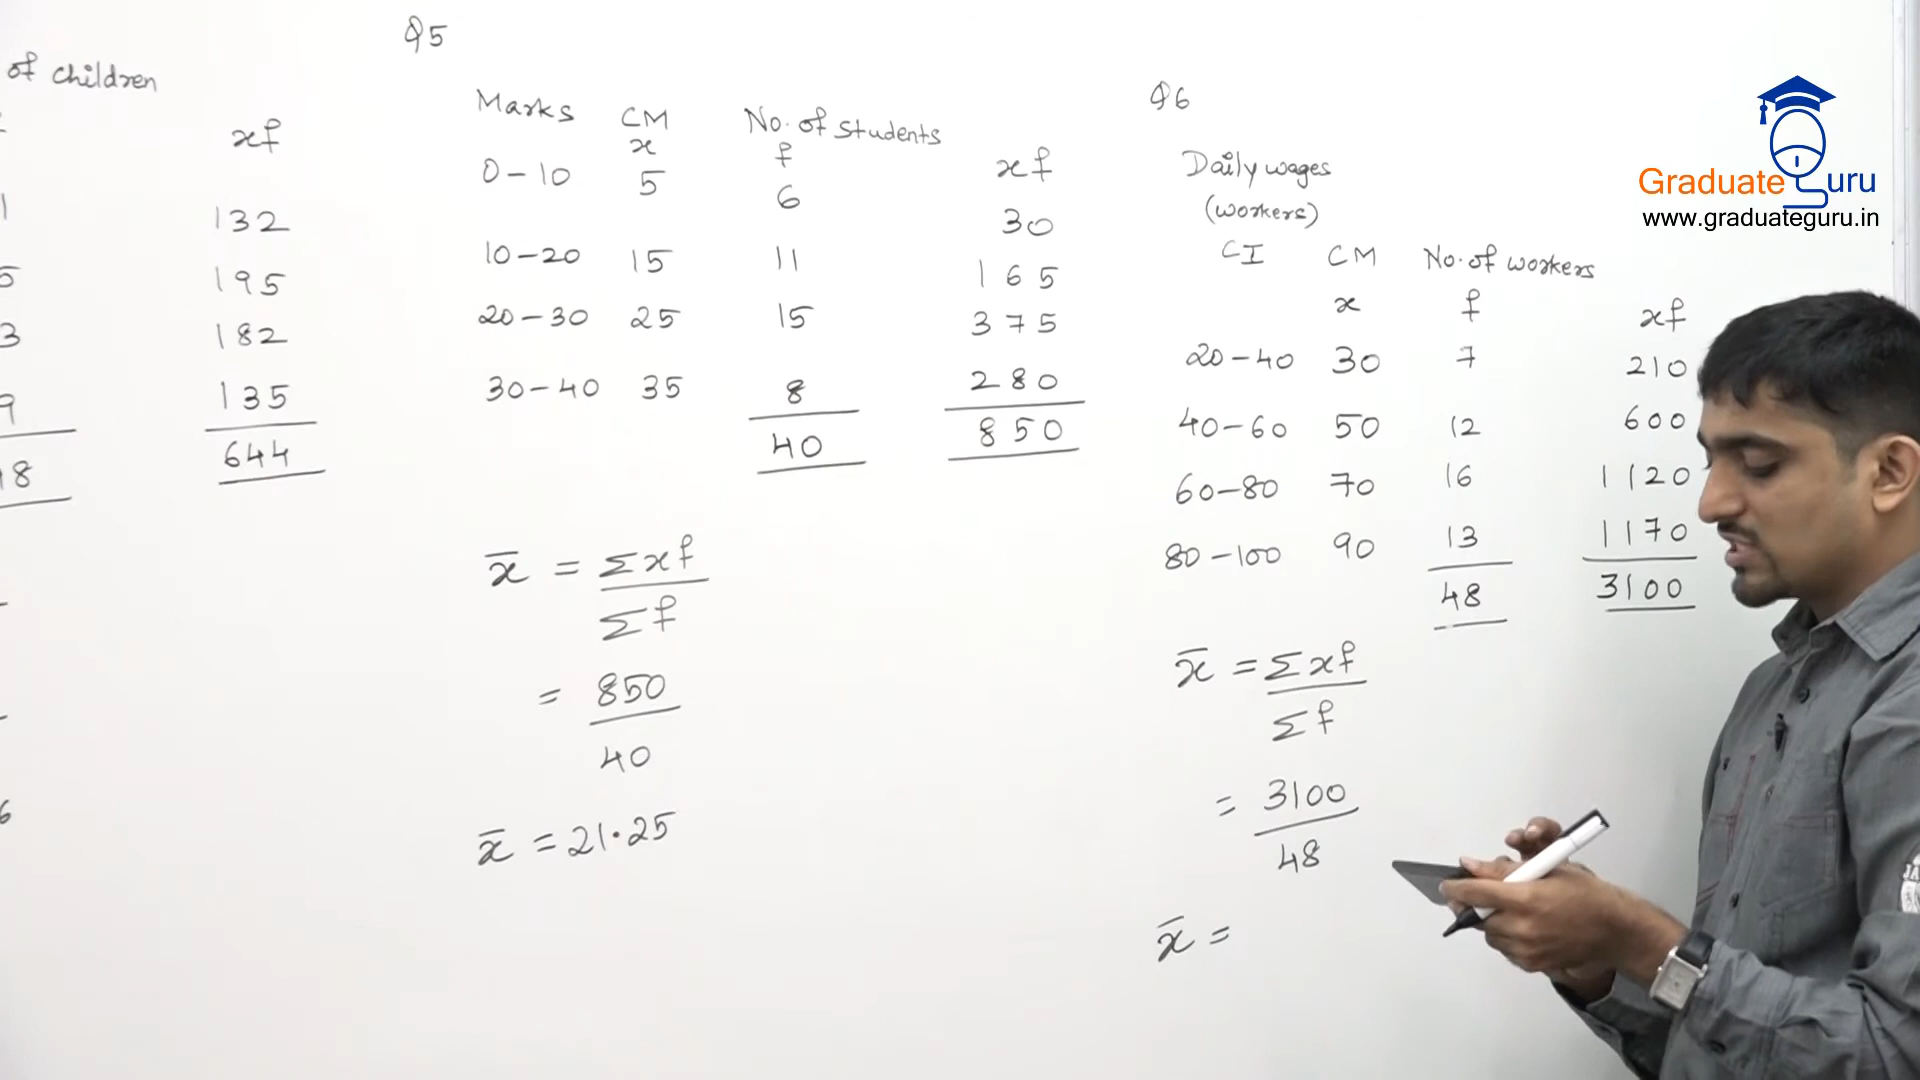 of children
xf
132
195
182
9 135
18 644
Q5
Marks CM No. of students
x f xf
0-10 5 6 30
10-20 15 11 165
20-30 25 15 375
30-40 35 8 280
40 850
x̄ = Σxf
Σf
= 850
40
x̄ = 21.25
Q6
Daily wages
(workers)
CI CM No. of workers
x f xf
20-40 30 7 210
40-60 50 12 600
60-80 70 16 1120
80-100 90 13 1170
48 3100
x̄ = Σxf
Σf
= 3100
48
x̄ =
Graduate Guru
www.graduateguru.in